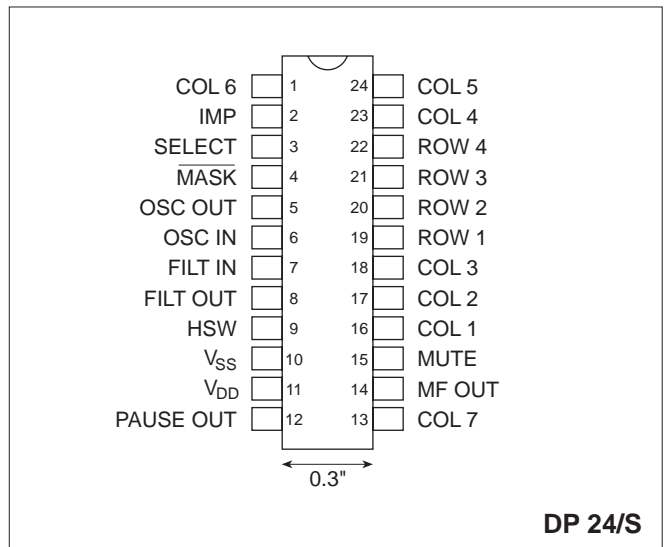 COL 6 1 24 COL 5
IMP 2 23 COL 4
SELECT 3 22 ROW 4
MASK 4 21 ROW 3
OSC OUT 5 20 ROW 2
OSC IN 6 19 ROW 1
FILT IN 7 18 COL 3
FILT OUT 8 17 COL 2
HSW 9 16 COL 1
VSS 10 15 MUTE
VDD 11 14 MF OUT
PAUSE OUT 12 13 COL 7
0.3"
DP 24/S